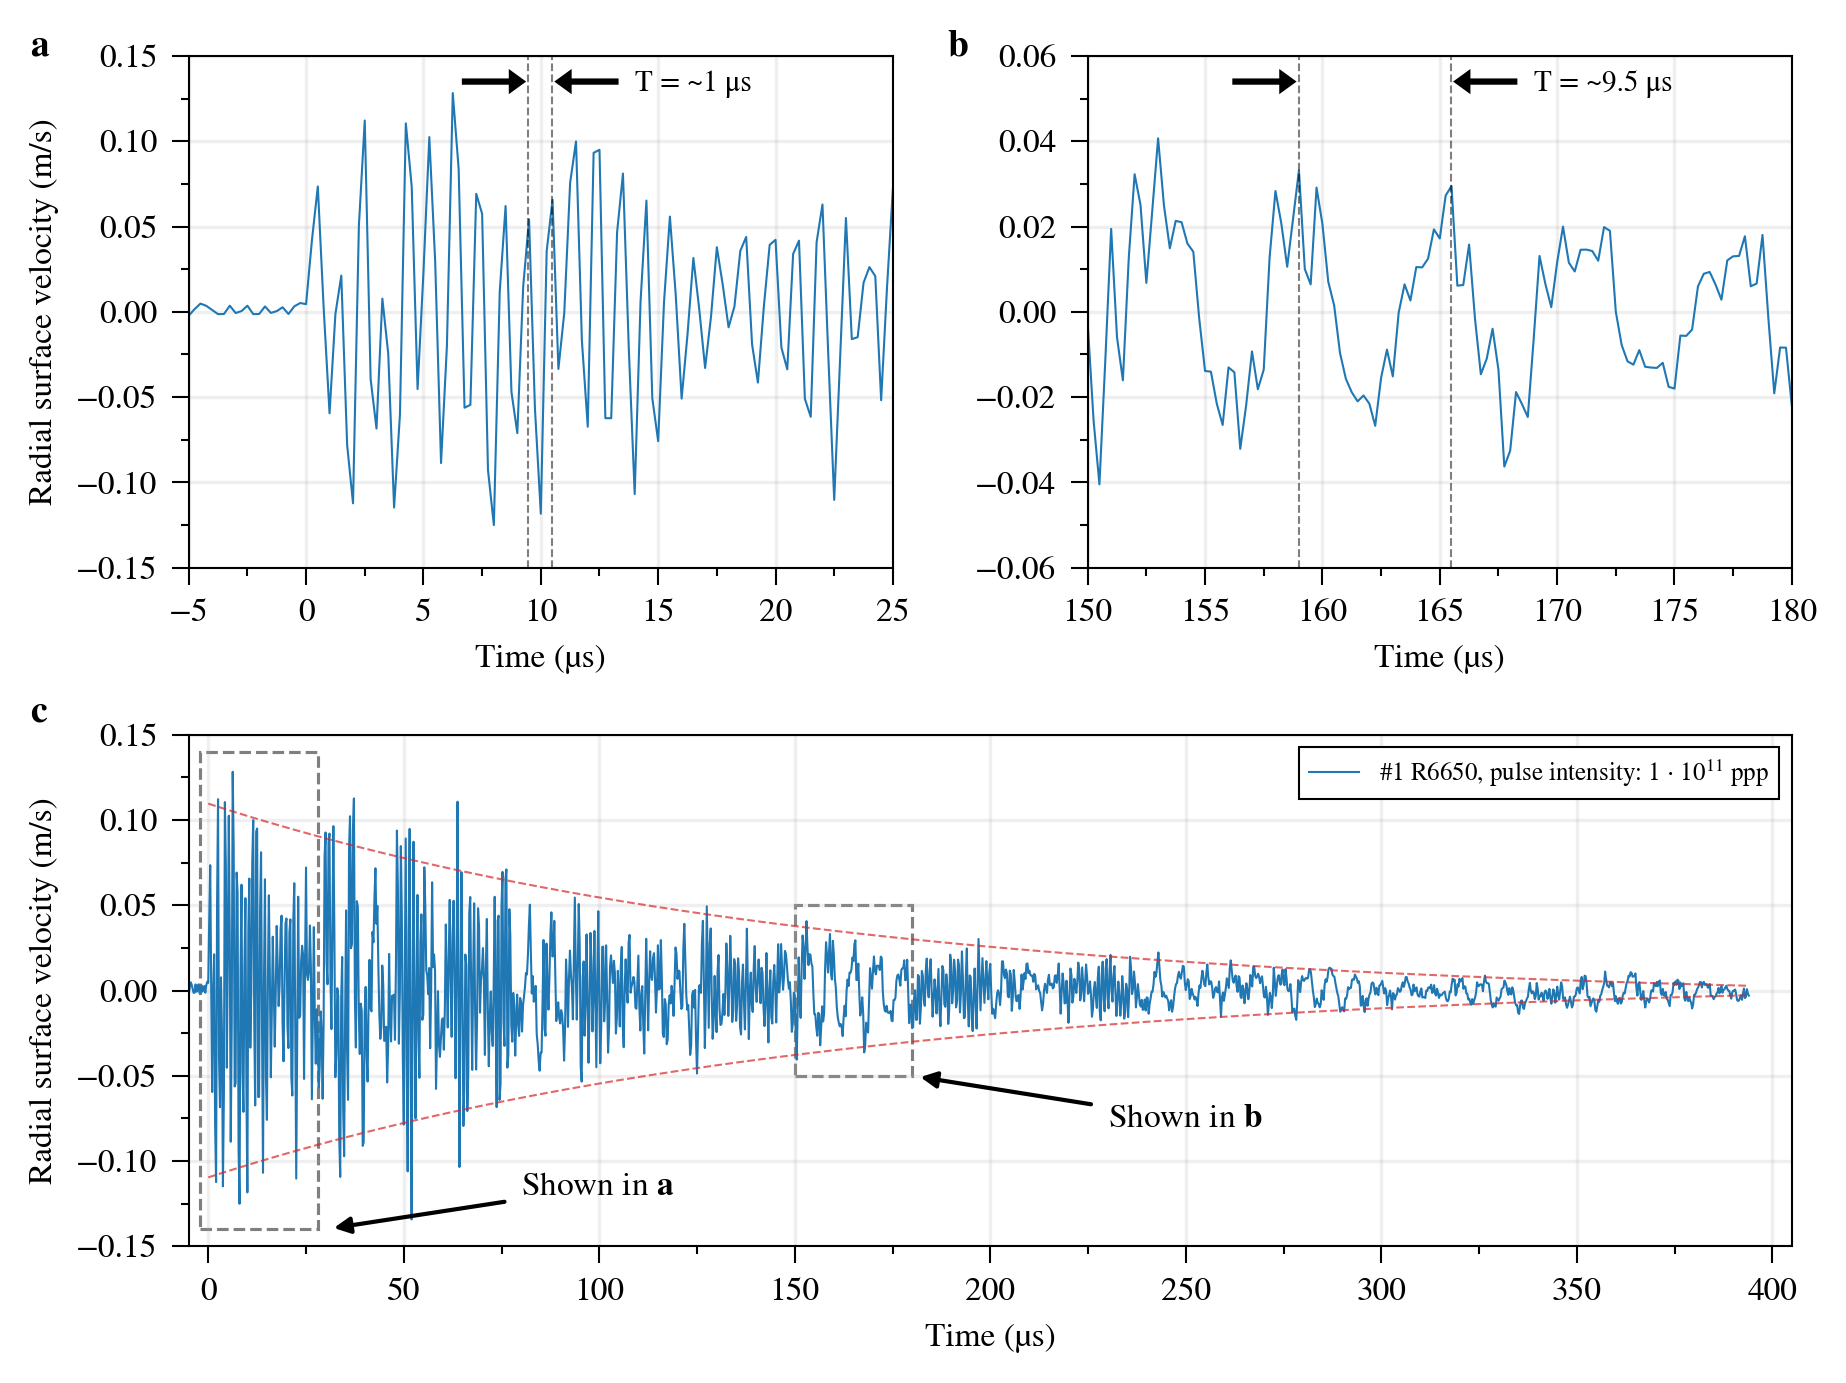 a
0.15
0.10
0.05
0.00
−0.05
−0.10
−0.15
Radial surface velocity (m/s)
T = ~1 µs
−5 0 5 10 15 20 25
Time (µs)
b
0.06
0.04
0.02
0.00
−0.02
−0.04
−0.06
T = ~9.5 µs
150 155 160 165 170 175 180
Time (µs)
c
0.15
0.10
0.05
0.00
−0.05
−0.10
−0.15
Radial surface velocity (m/s)
#1 R6650, pulse intensity: 1 · 10¹¹ ppp
Shown in b
Shown in a
0 50 100 150 200 250 300 350 400
Time (µs)